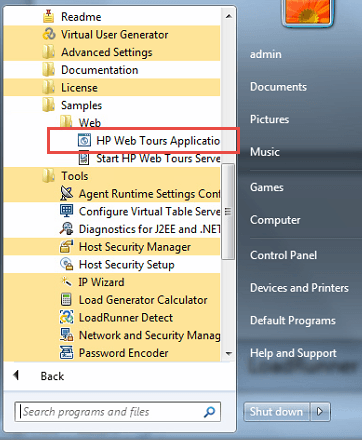 Readme
Virtual User Generator
Advanced Settings
Documentation
License
Samples
Web
HP Web Tours Applicatio
Start HP Web Tours Serve
Tools
Agent Runtime Settings Conf
Configure Virtual Table Serve
Diagnostics for J2EE and .NET
Host Security Manager
Host Security Setup
IP Wizard
Load Generator Calculator
LoadRunner Detect
Network and Security Manag
Password Encoder
Back
Search programs and files
admin
Documents
Pictures
Music
Games
Computer
Control Panel
Devices and Printers
Default Programs
Help and Support
LoadRunner
Shut down